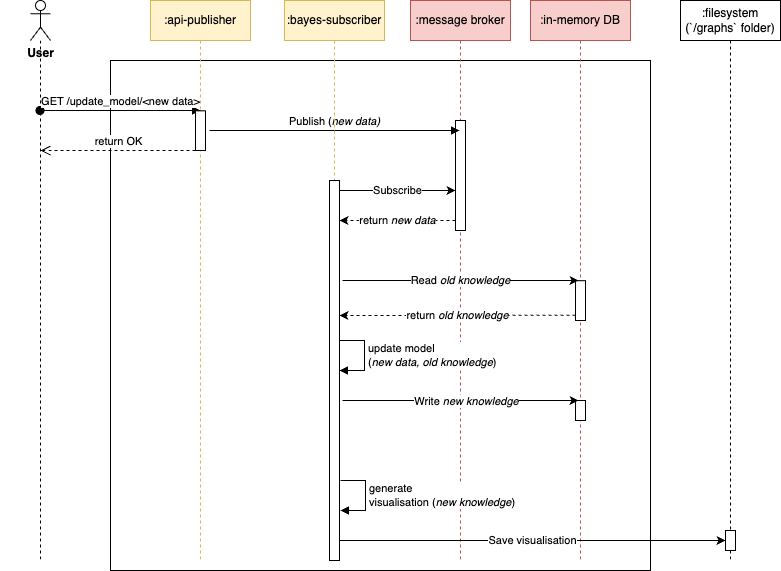 :api-publisher
:bayes-subscriber
:message broker
:in-memory DB
:filesystem
(`/graphs` folder)
User
GET /update_model/<new data>
Publish (new data)
return OK
Subscribe
return new data
Read old knowledge
return old knowledge
update model
(new data, old knowledge)
Write new knowledge
generate
visualisation (new knowledge)
Save visualisation